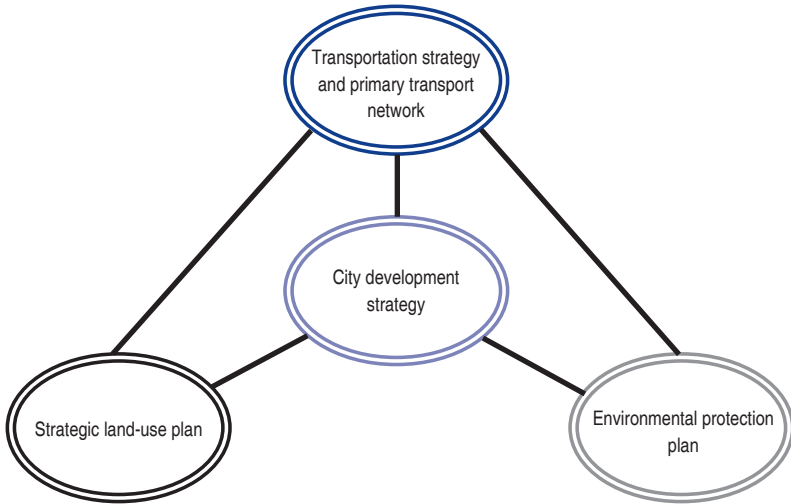 Transportation strategy
and primary transport
network
City development
strategy
Strategic land-use plan
Environmental protection
plan